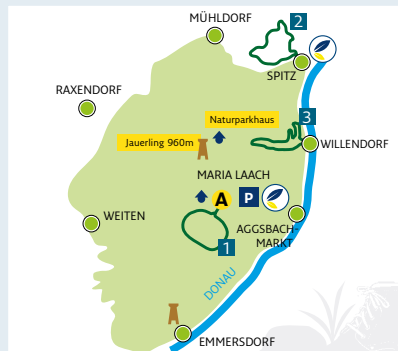 MÜHLDORF
2
SPITZ
RAXENDORF
Naturparkhaus
3
Jauerling 960m
WILLENDORF
MARIA LAACH
A
P
WEITEN
AGGSBACH-
MARKT
1
DONAU
EMMERSDORF